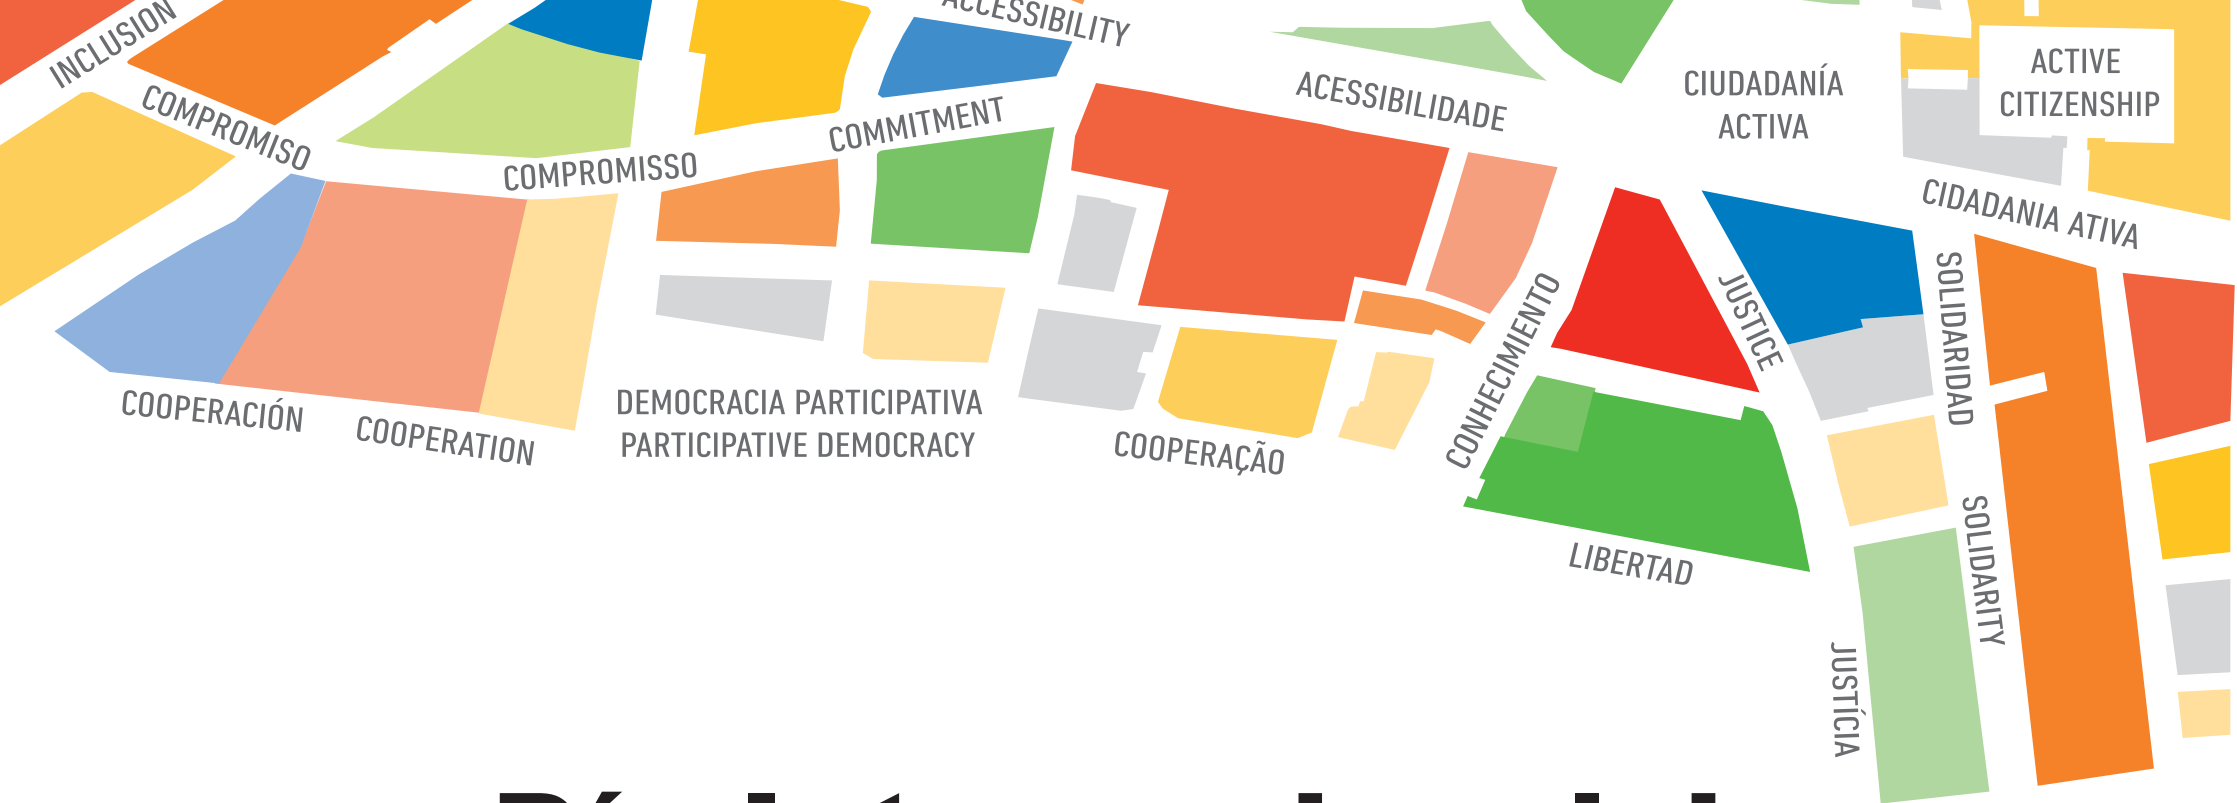 INCLUSION
ACCESSIBILITY
COMPROMISO
COMPROMISSO
COMMITMENT
ACESSIBILIDADE
CIUDADANÍA
ACTIVA
ACTIVE
CITIZENSHIP
CIDADANIA ATIVA
COOPERACIÓN
COOPERATION
DEMOCRACIA PARTICIPATIVA
PARTICIPATIVE DEMOCRACY
COOPERAÇÃO
CONHECIMIENTO
JUSTICE
SOLIDARIDAD
LIBERTAD
SOLIDARITY
JUSTÍCIA